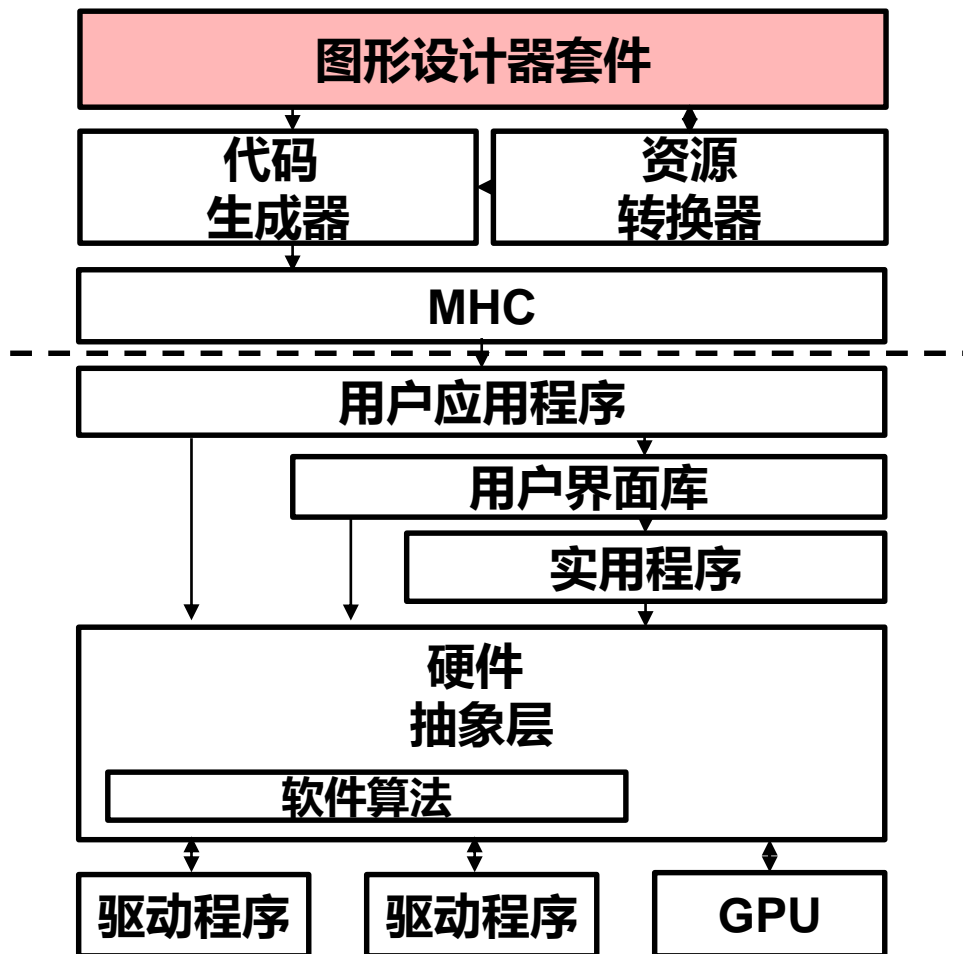 图形设计器套件
代码
生成器
资源
转换器
MHC
用户应用程序
用户界面库
实用程序
硬件
抽象层
软件算法
驱动程序
驱动程序
GPU